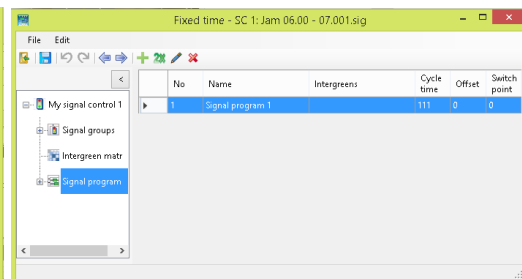 Fixed time - SC 1: Jam 06.00 - 07.001.sig
File Edit
My signal control 1
Signal groups
Intergreen matr
Signal program
No Name Intergreens Cycle time Offset Switch point
1 Signal program 1 111 0 0